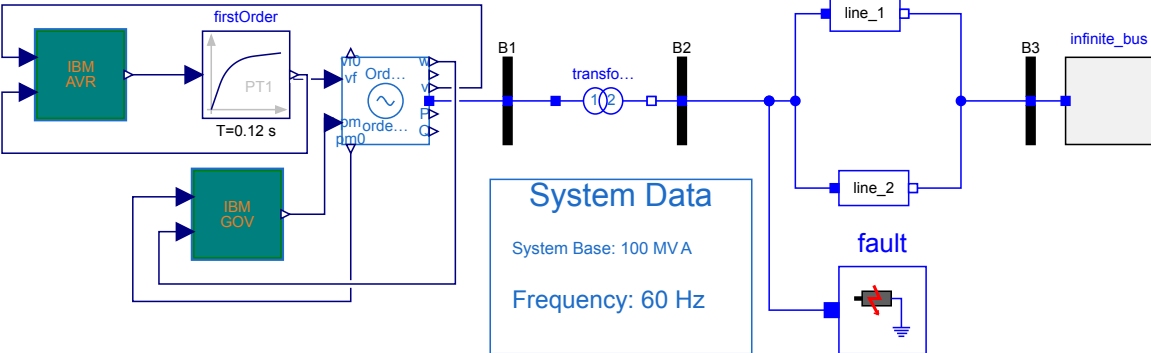 firstOrder
IBM
AVR
PT1
T=0.12 s
vf0
vf
Ord...
w
v
P
Q
pm
orde...
pm0
IBM
GOV
B1
transfo...
1 2
B2
line_1
line_2
B3
infinite_bus
System Data
System Base: 100 MVA
Frequency: 60 Hz
fault